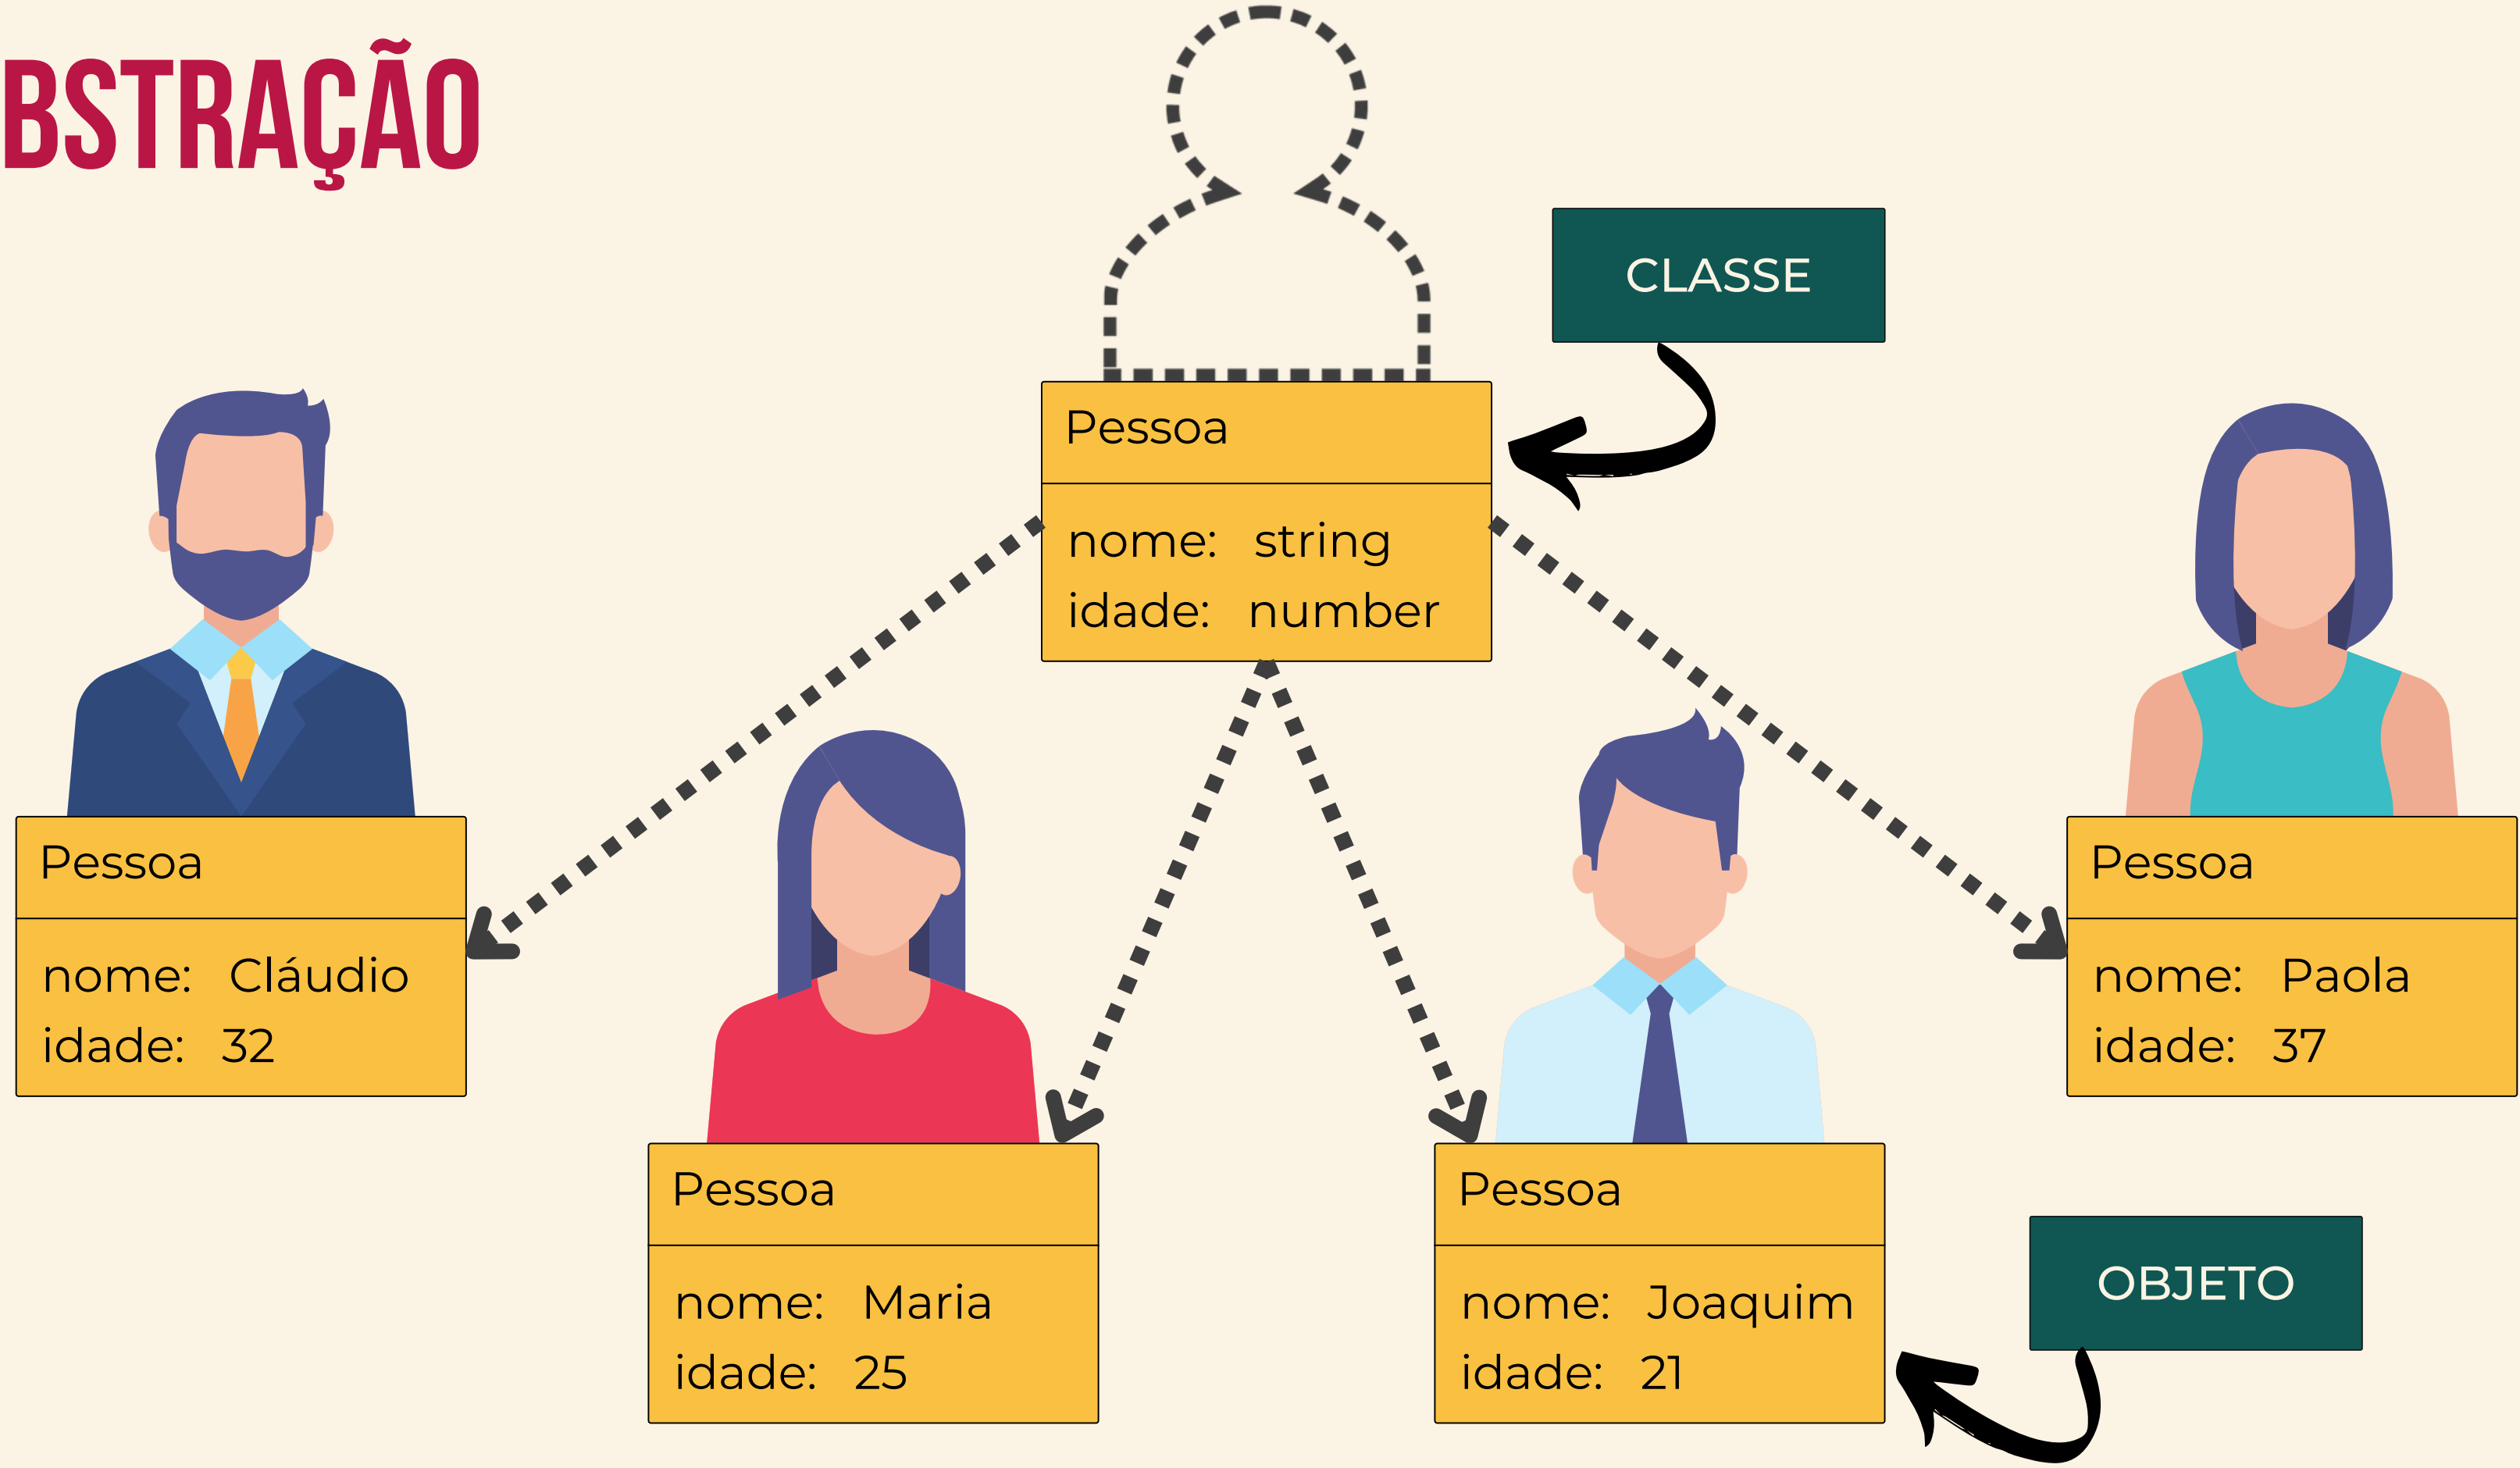 BSTRAÇÃO
CLASSE
Pessoa
nome: string
idade: number
Pessoa
nome: Cláudio
idade: 32
Pessoa
nome: Paola
idade: 37
Pessoa
nome: Maria
idade: 25
Pessoa
nome: Joaquim
idade: 21
OBJETO